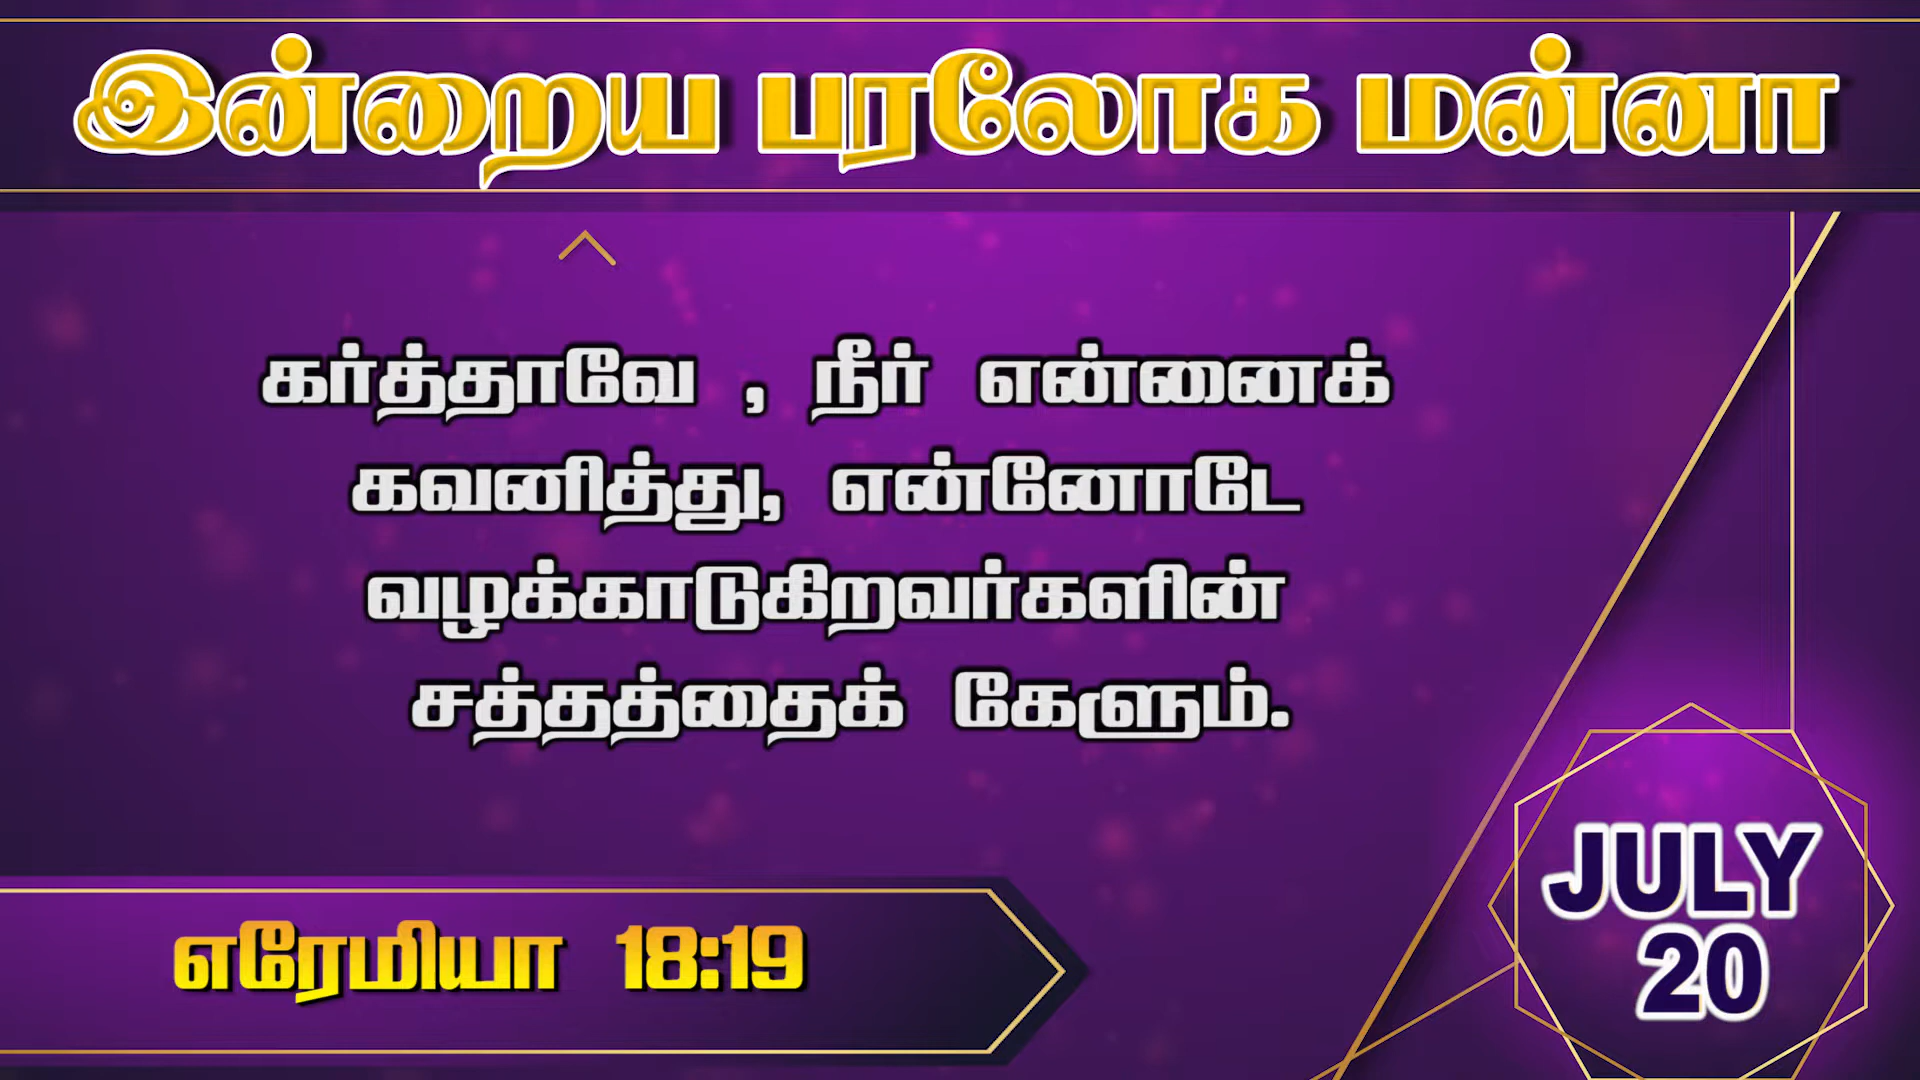 இன்றைய பரலோக மன்னா
கர்த்தாவே , நீர் என்னைக்
கவனித்து, என்னோடே
வழக்காடுகிறவர்களின்
சத்தத்தைக் கேளும்.
எரேமியா 18:19
JULY
20